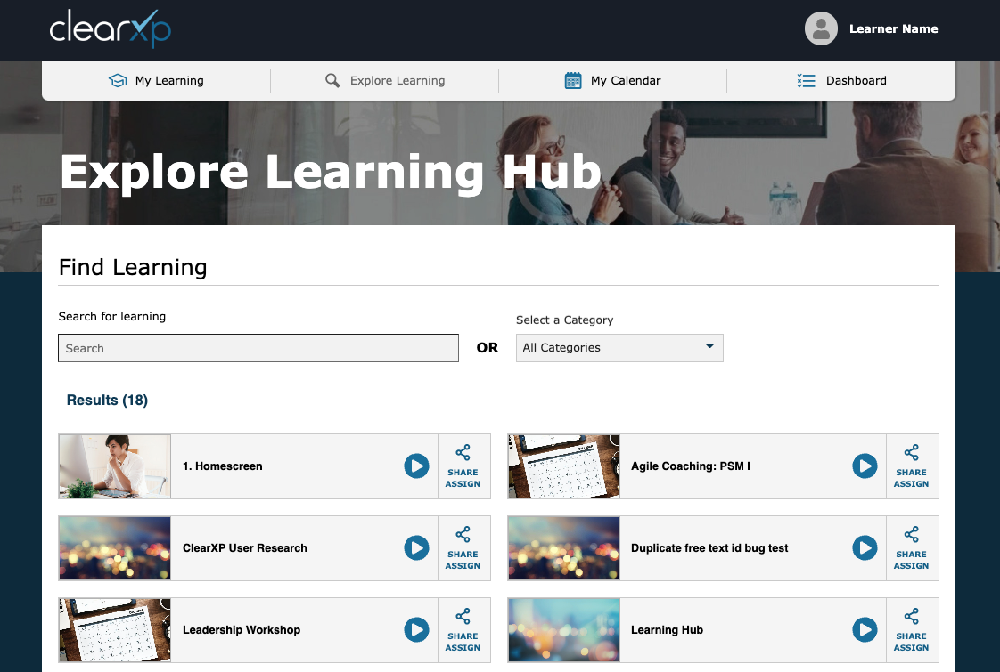 clearxp
Learner Name
My Learning
Explore Learning
My Calendar
Dashboard
Explore Learning Hub
Find Learning
Search for learning
Select a Category
Search
OR
All Categories
Results (18)
1. Homescreen
SHARE
ASSIGN
Agile Coaching: PSM I
SHARE
ASSIGN
ClearXP User Research
SHARE
ASSIGN
Duplicate free text id bug test
SHARE
ASSIGN
Leadership Workshop
SHARE
ASSIGN
Learning Hub
SHARE
ASSIGN